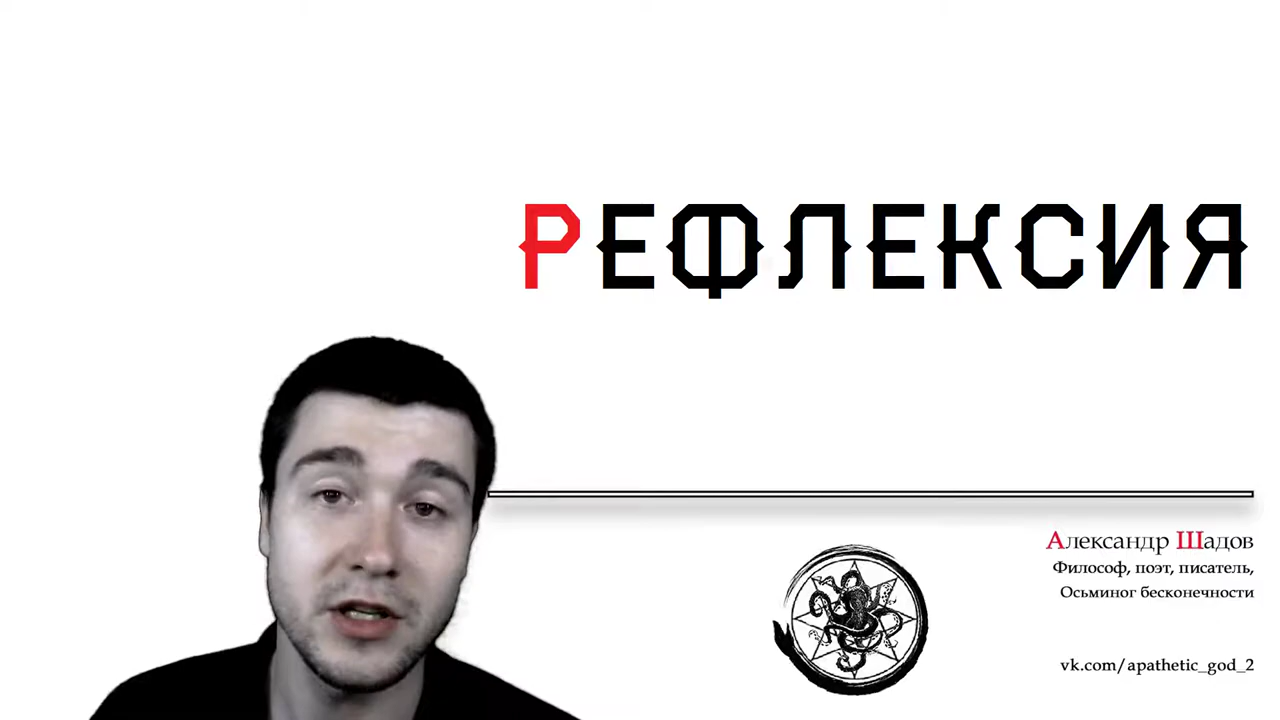 РЕФЛЕКСИЯ
Александр Шадов
Философ, поэт, писатель,
Осьминог бесконечности
vk.com/apathetic_god_2